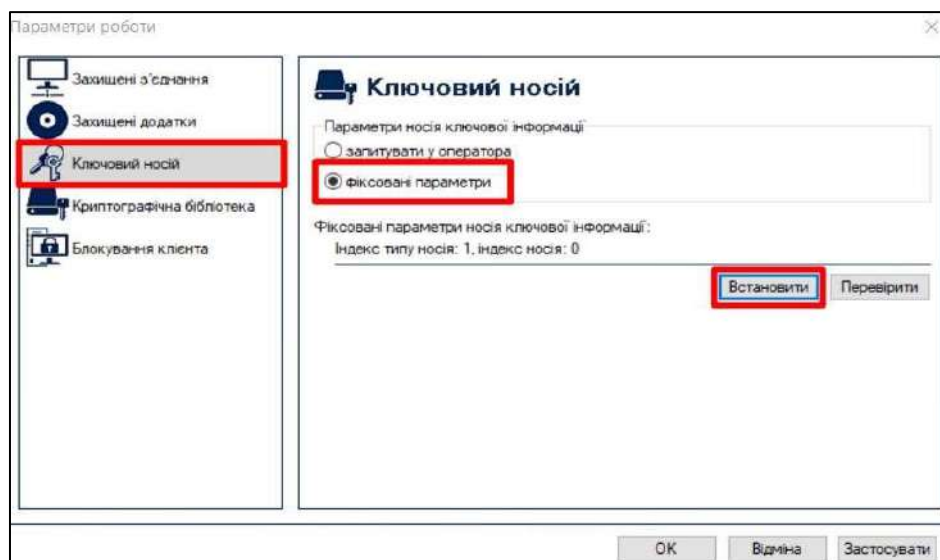 Параметри роботи
Захищені з'єднання
Захищені додатки
Ключовий носій
Криптографічна бібліотека
Блокування клієнта
Ключовий носій
Параметри носія ключової інформації
запитувати у оператора
фіксовані параметри
Фіксовані параметри носія ключової інформації:
Індекс типу носія: 1, індекс носія: 0
Встановити Перевірити
OK Відміна Застосувати